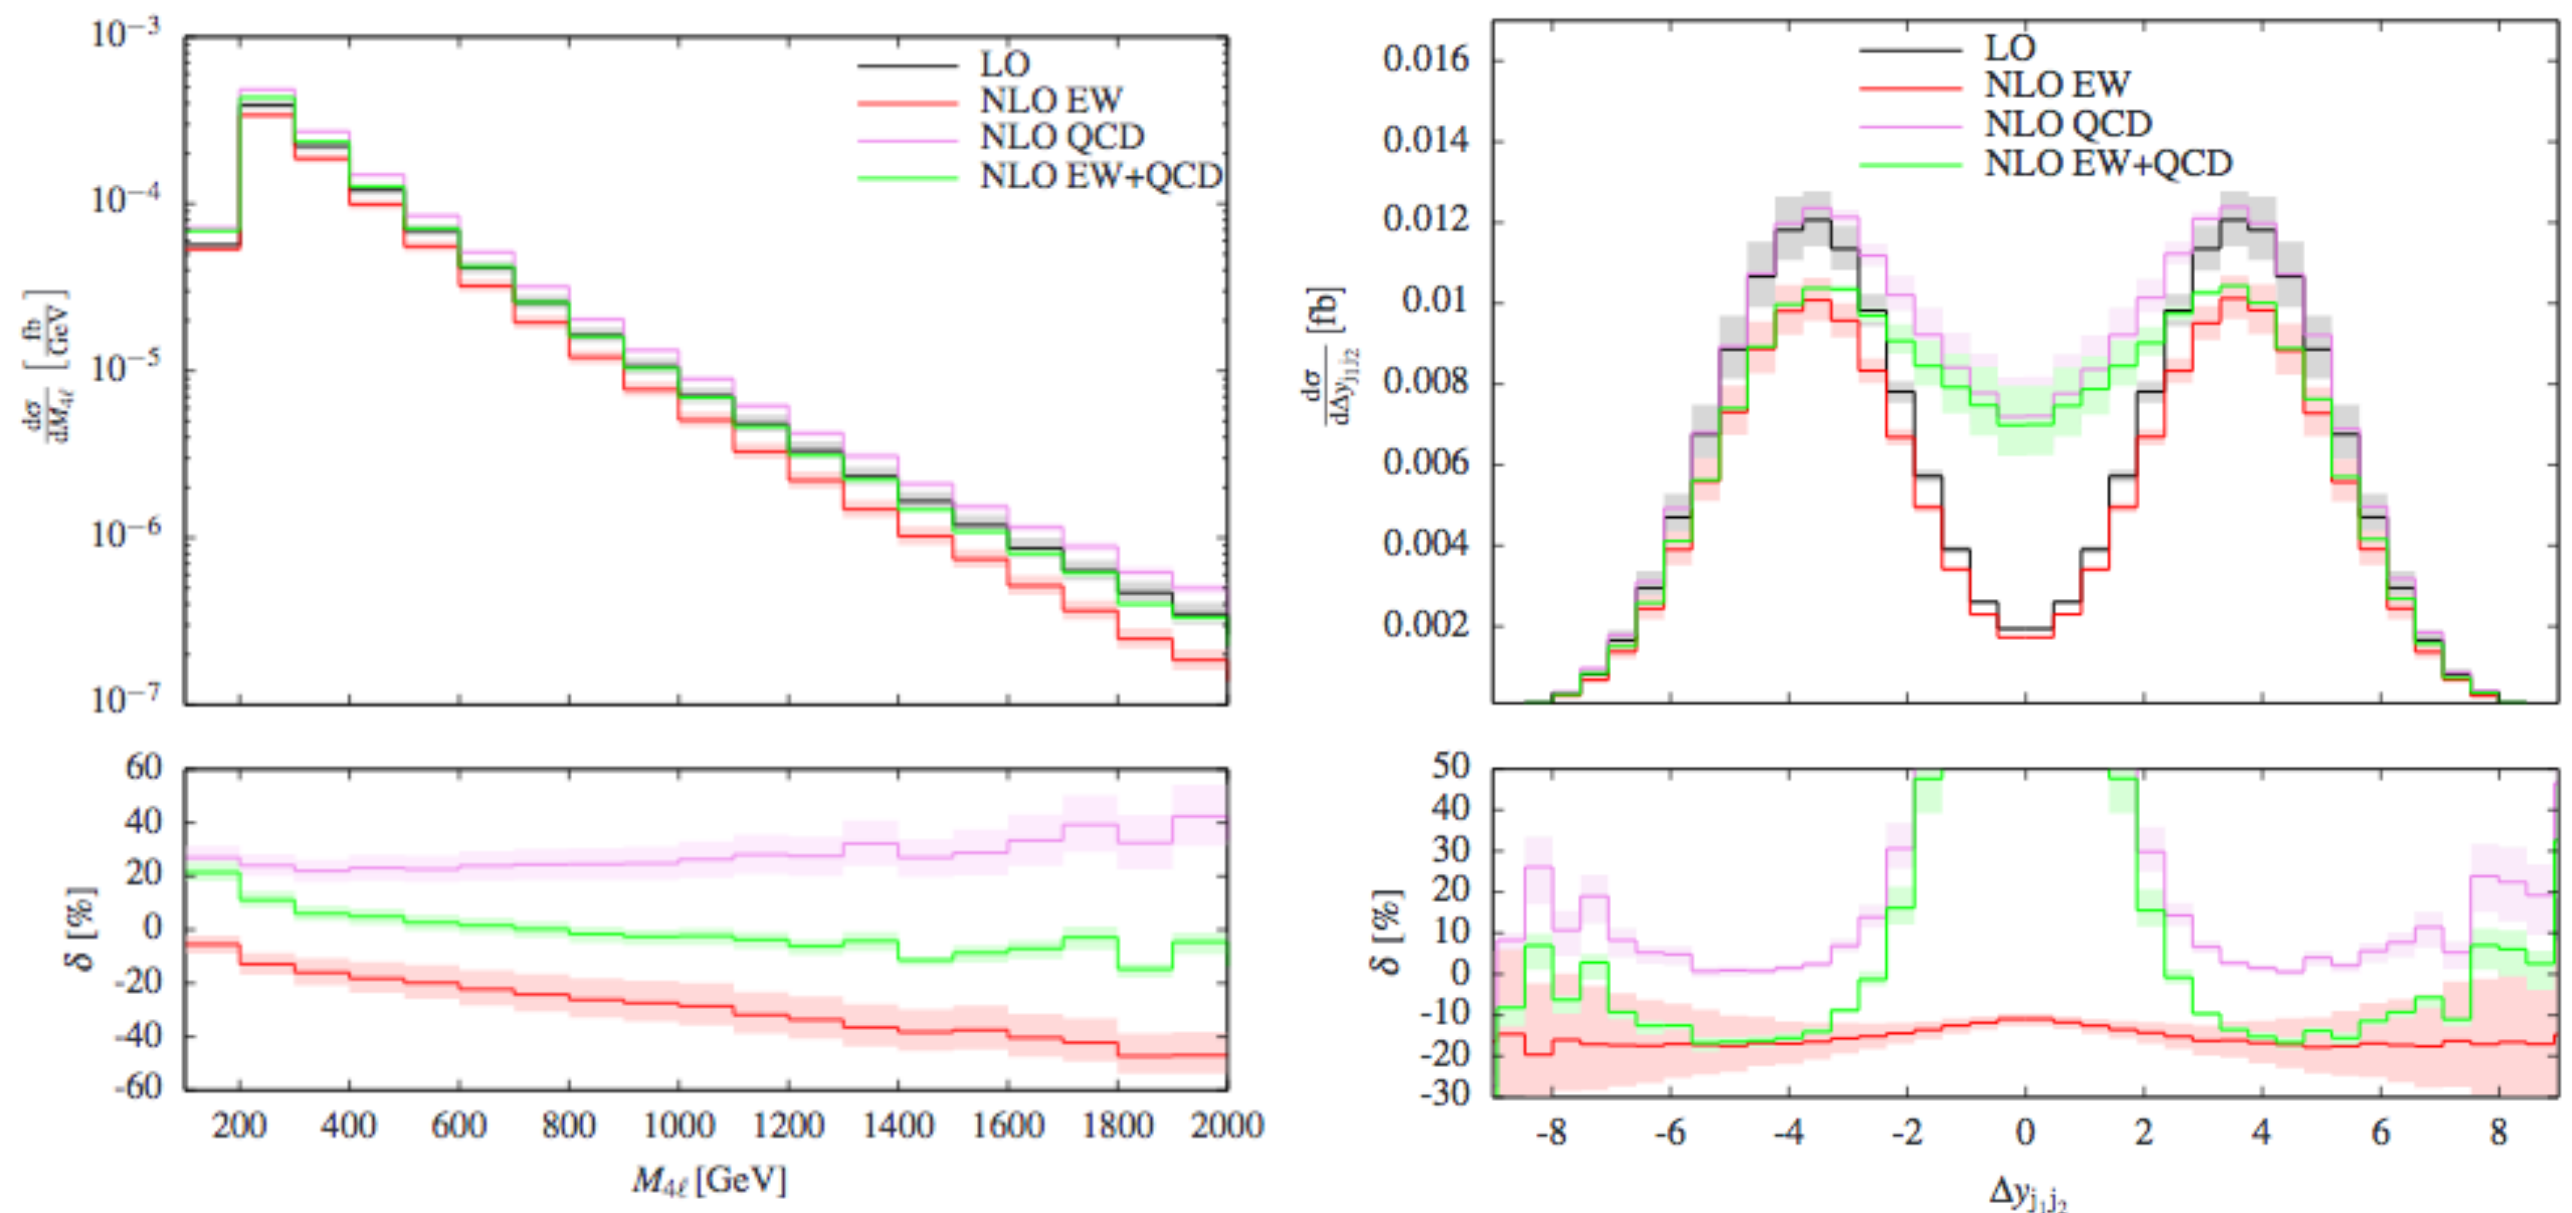 10⁻³
10⁻⁴
10⁻⁵
10⁻⁶
10⁻⁷
dσ/dM₄ℓ [fb/GeV]
LO
NLO EW
NLO QCD
NLO EW+QCD
60
40
20
0
-20
-40
-60
δ [%]
200 400 600 800 1000 1200 1400 1600 1800 2000
M₄ℓ [GeV]
0.016
0.014
0.012
0.01
0.008
0.006
0.004
0.002
dσ/dΔy_{j₁j₂} [fb]
LO
NLO EW
NLO QCD
NLO EW+QCD
50
40
30
20
10
0
-10
-20
-30
δ [%]
-8 -6 -4 -2 0 2 4 6 8
Δy_{j₁j₂}